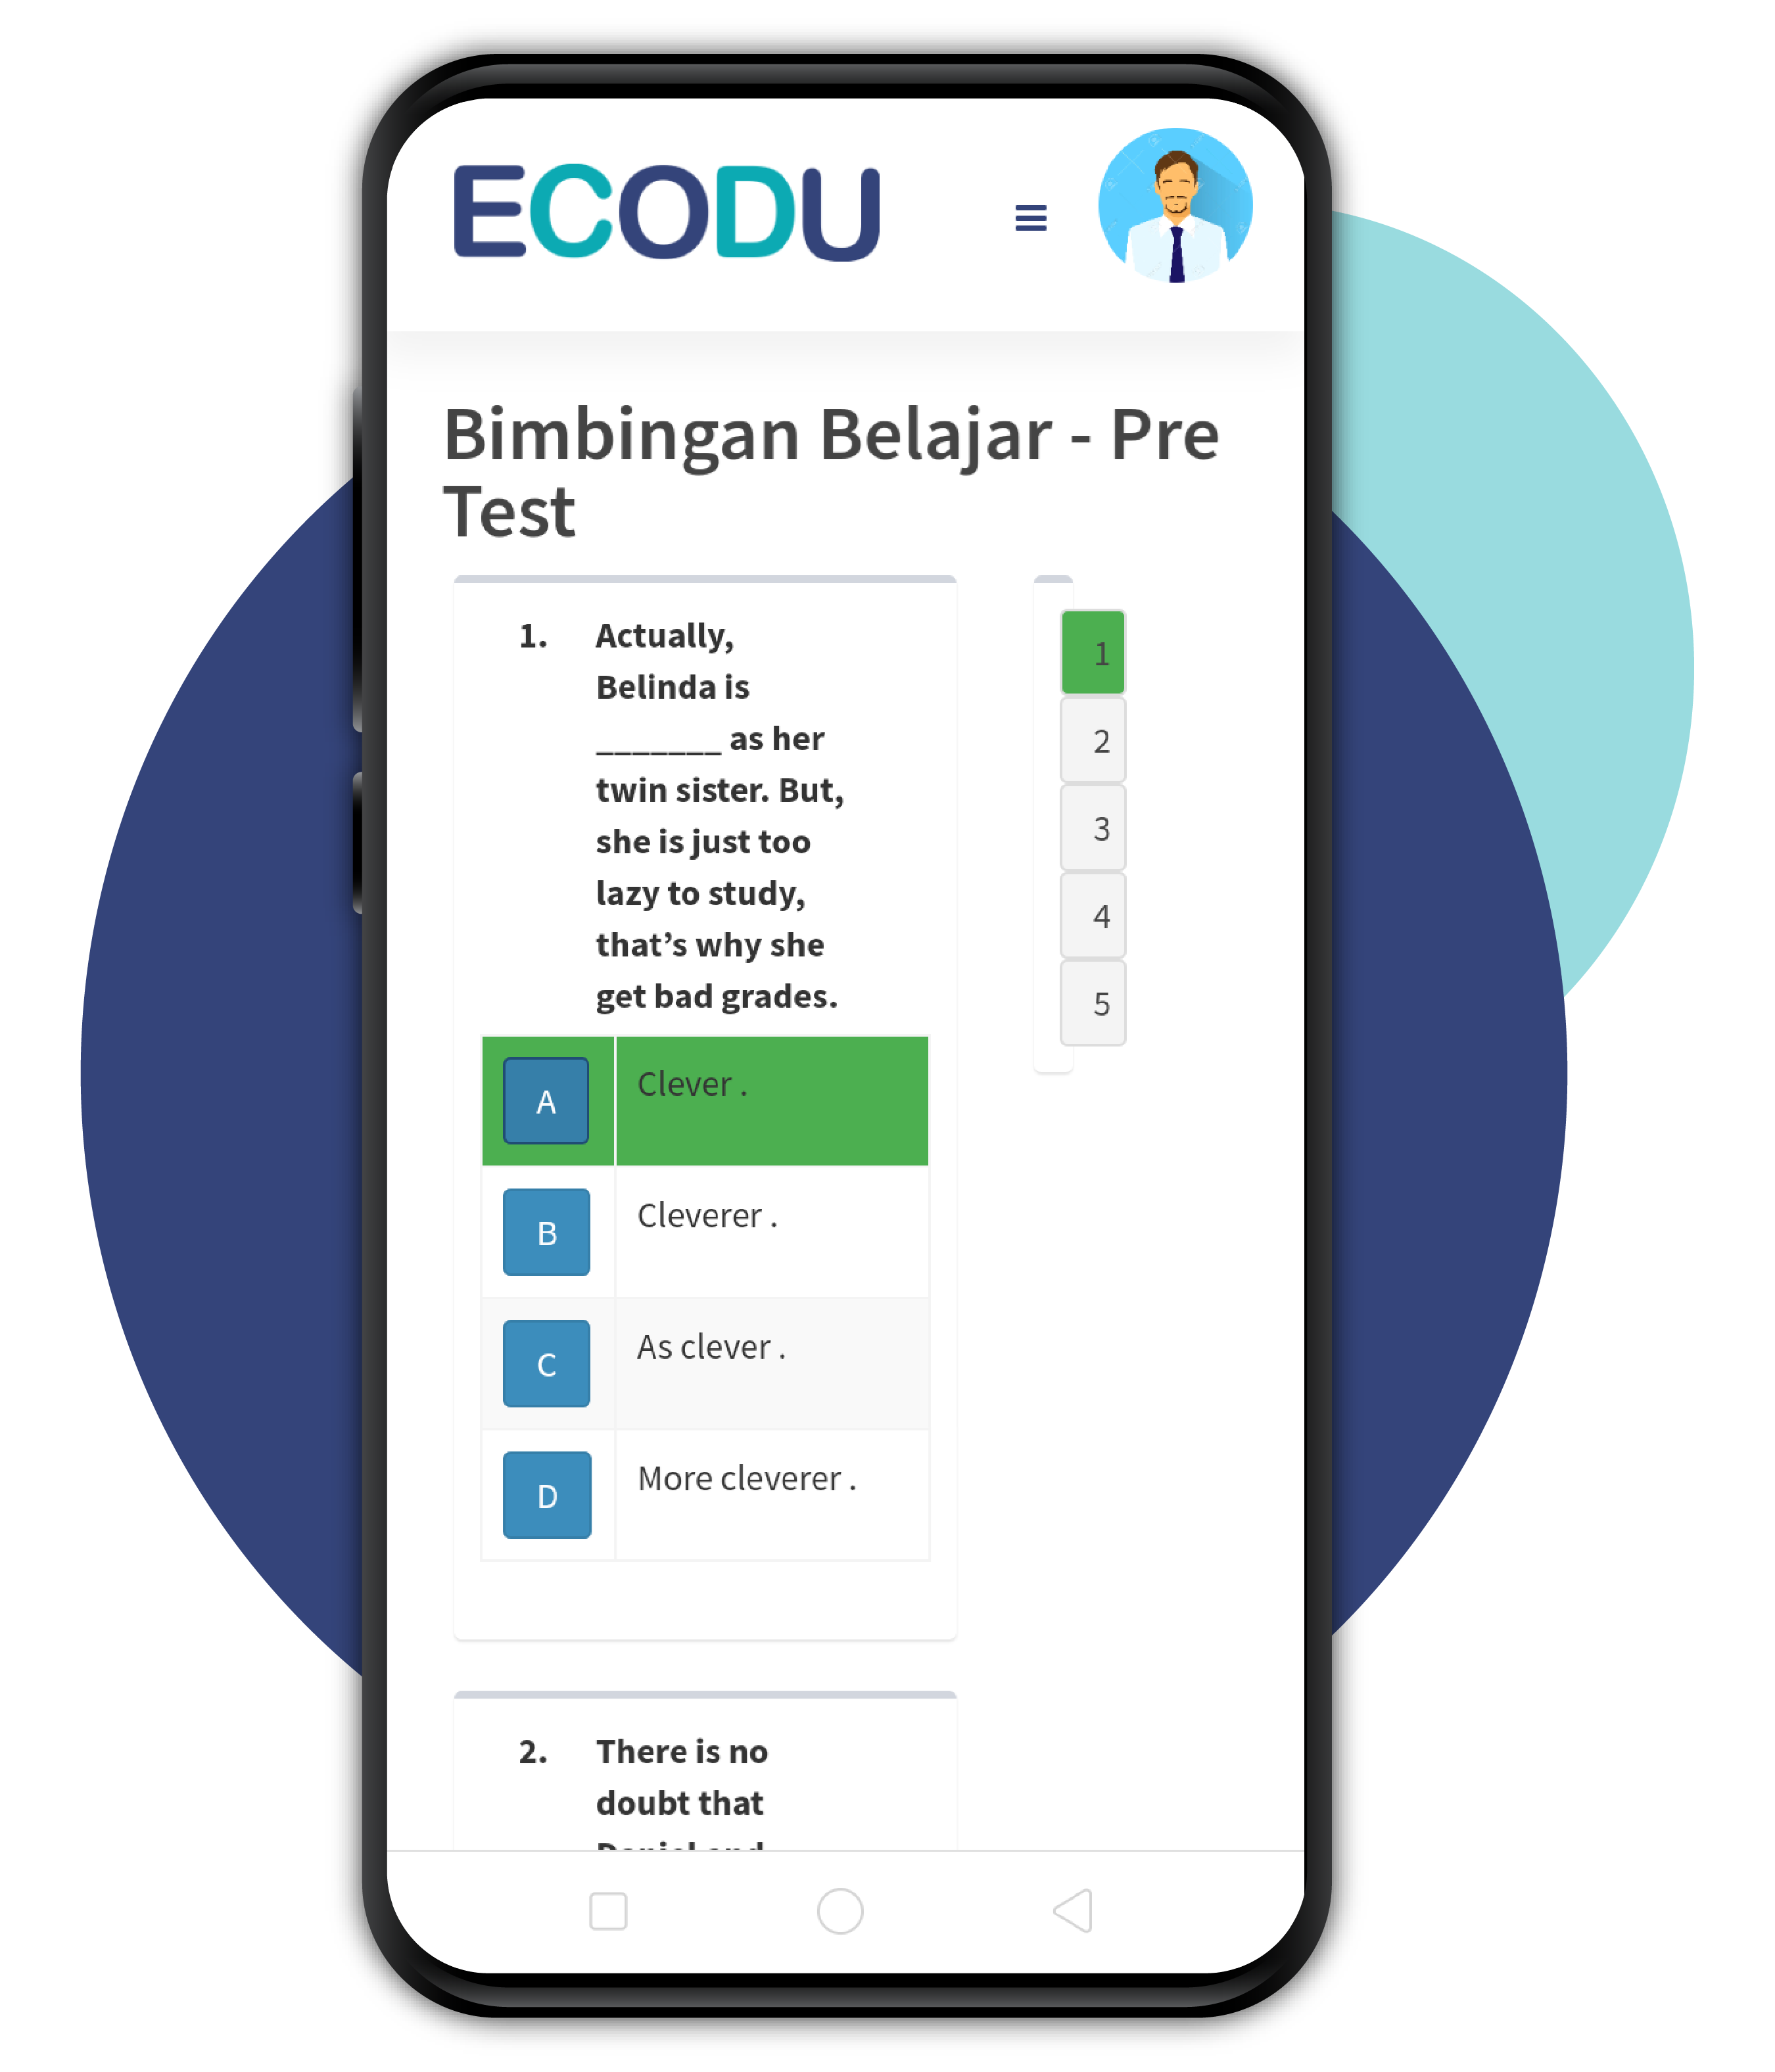 ECODU
Bimbingan Belajar - Pre
Test
1. Actually,
Belinda is
_______ as her
twin sister. But,
she is just too
lazy to study,
that’s why she
get bad grades.
A Clever .
B Cleverer .
C As clever .
D More cleverer .
1
2
3
4
5
2. There is no
doubt that